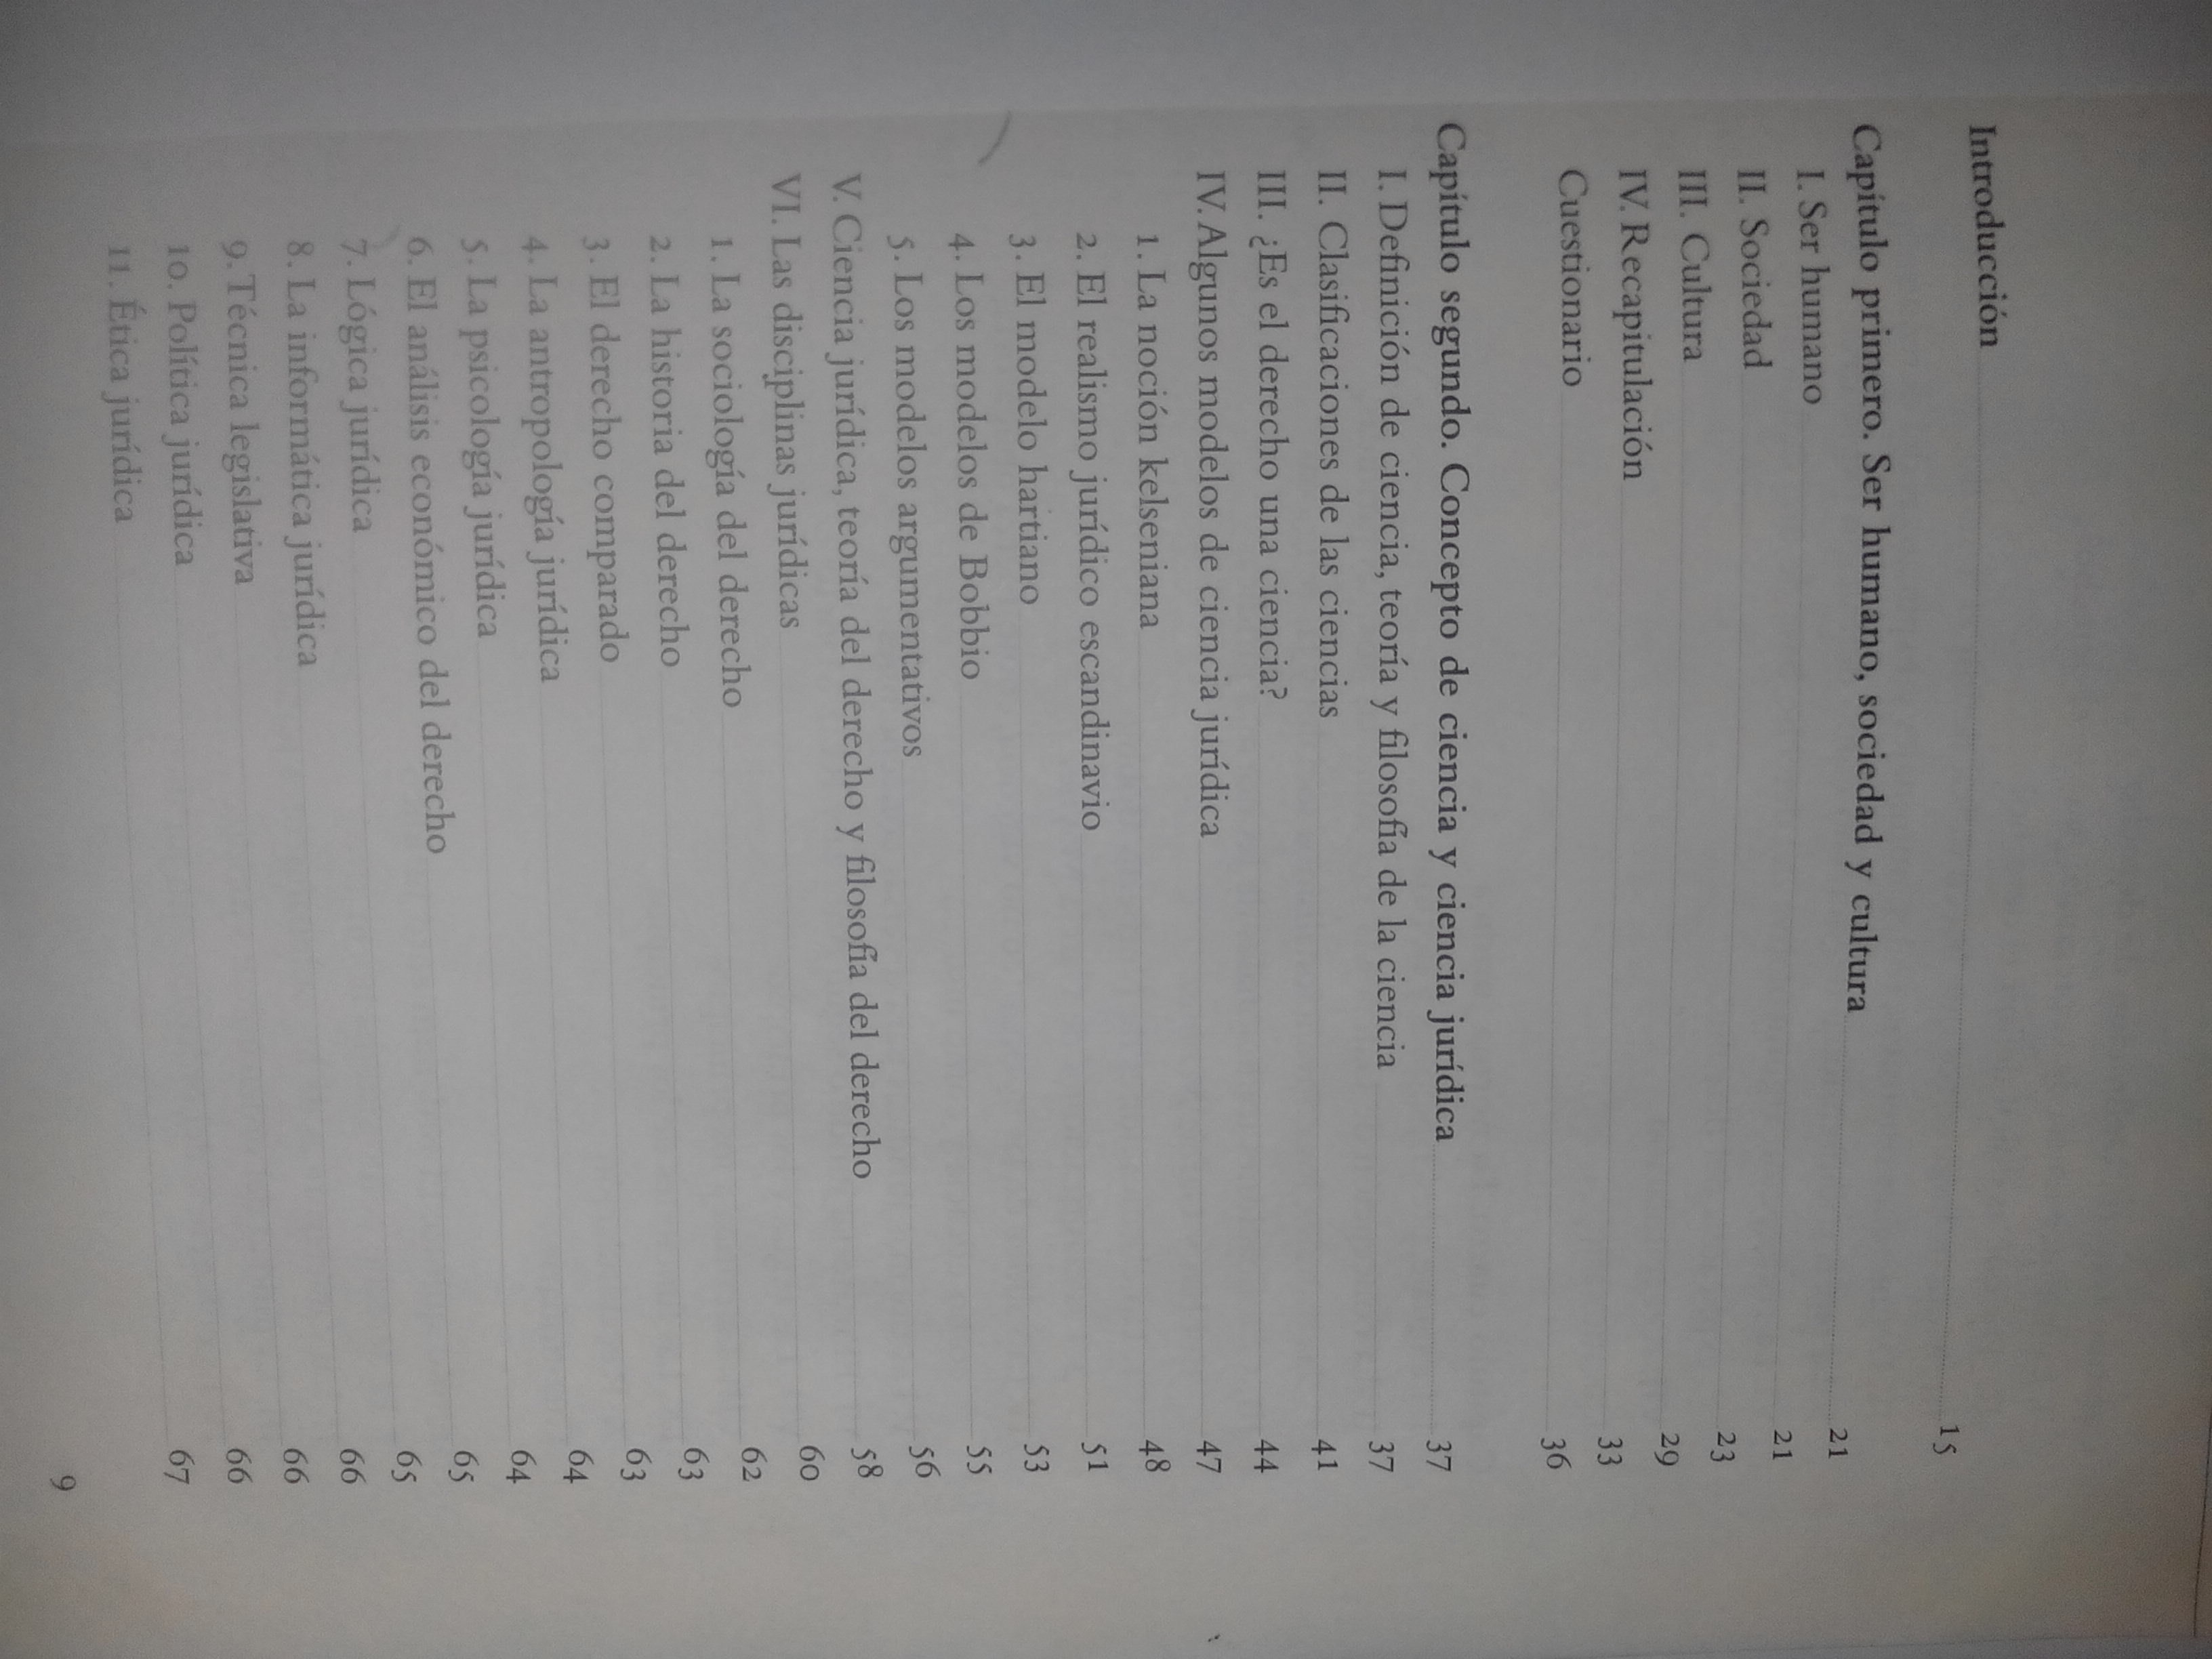 Introducción 15
Capítulo primero. Ser humano, sociedad y cultura 21
I. Ser humano 21
II. Sociedad 23
III. Cultura 29
IV. Recapitulación 33
Cuestionario 36
Capítulo segundo. Concepto de ciencia y ciencia jurídica 37
I. Definición de ciencia, teoría y filosofía de la ciencia 37
II. Clasificaciones de las ciencias 41
III. ¿Es el derecho una ciencia? 44
IV. Algunos modelos de ciencia jurídica 47
1. La noción kelseniana 48
2. El realismo jurídico escandinavio 51
3. El modelo hartiano 53
4. Los modelos de Bobbio 55
5. Los modelos argumentativos 56
V. Ciencia jurídica, teoría del derecho y filosofía del derecho 58
VI. Las disciplinas jurídicas 60
1. La sociología del derecho 62
2. La historia del derecho 63
3. El derecho comparado 63
4. La antropología jurídica 64
5. La psicología jurídica 64
6. El análisis económico del derecho 65
7. Lógica jurídica 65
8. La informática jurídica 66
9. Técnica legislativa 66
10. Política jurídica 66
11. Ética jurídica 67
9